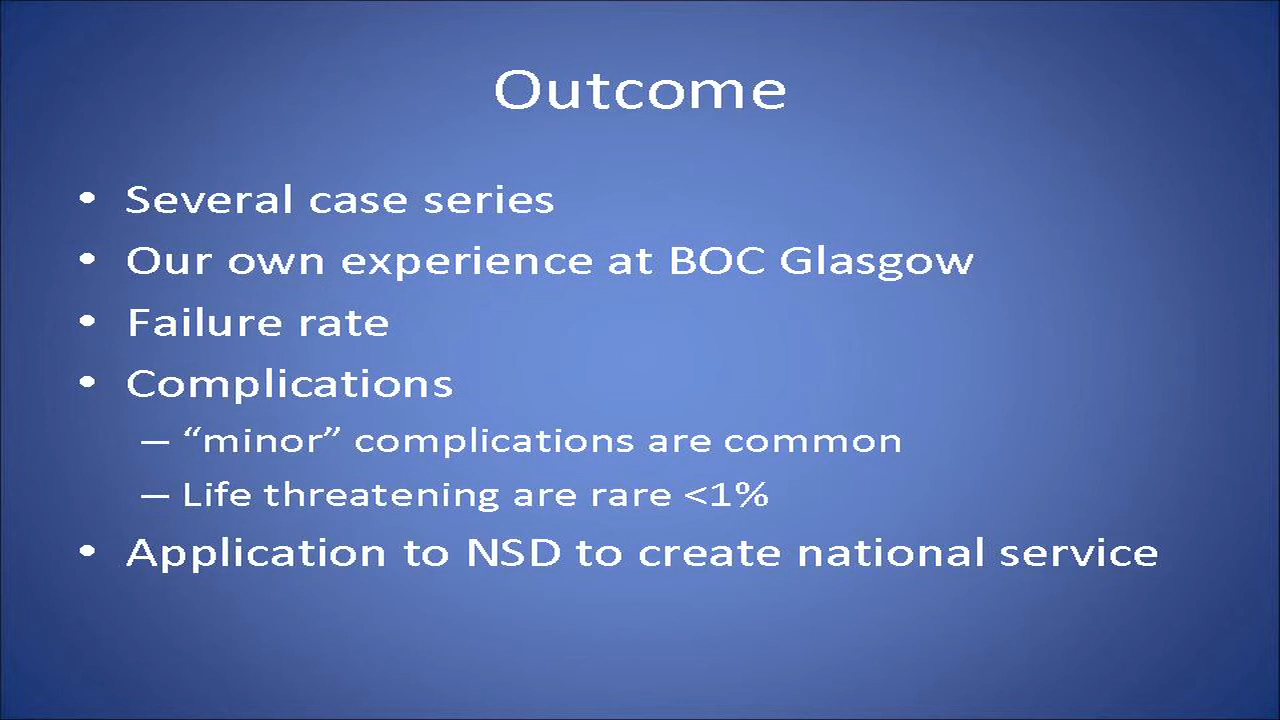 Outcome
• Several case series
• Our own experience at BOC Glasgow
• Failure rate
• Complications
– “minor” complications are common
– Life threatening are rare <1%
• Application to NSD to create national service